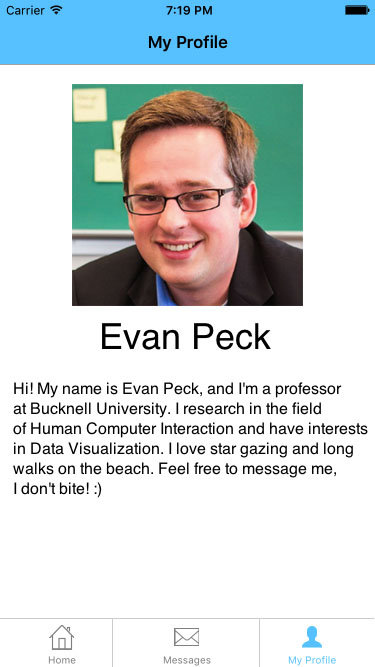 Carrier 7:19 PM
My Profile
Evan Peck
Hi! My name is Evan Peck, and I'm a professor
at Bucknell University. I research in the field
of Human Computer Interaction and have interests
in Data Visualization. I love star gazing and long
walks on the beach. Feel free to message me,
I don't bite! :)
Home Messages My Profile